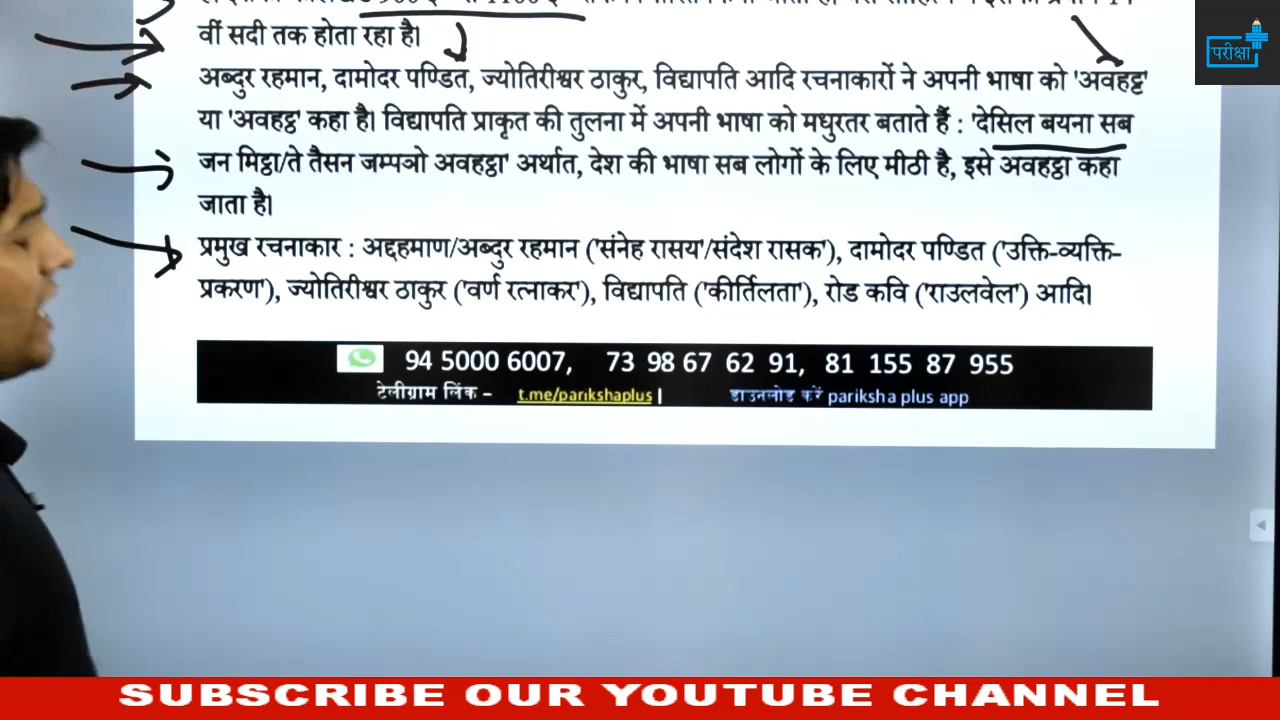 वीं सदी तक होता रहा है।
परीक्षा
अब्दुर रहमान, दामोदर पण्डित, ज्योतिरीश्वर ठाकुर, विद्यापति आदि रचनाकारों ने अपनी भाषा को 'अवहट्ट'
या 'अवहट्ठ' कहा है। विद्यापति प्राकृत की तुलना में अपनी भाषा को मधुरतर बताते हैं : 'देसिल बयना सब
जन मिट्ठा/ते तैसन जम्पञो अवहट्ठा' अर्थात, देश की भाषा सब लोगों के लिए मीठी है, इसे अवहट्ठा कहा
जाता है।
प्रमुख रचनाकार : अद्दहमाण/अब्दुर रहमान ('संनेह रासय'/संदेश रासक'), दामोदर पण्डित ('उक्ति-व्यक्ति-
प्रकरण'), ज्योतिरीश्वर ठाकुर ('वर्ण रत्नाकर'), विद्यापति ('कीर्तिलता'), रोड कवि ('राउलवेल') आदि।
94 5000 6007, 73 98 67 62 91, 81 155 87 955
टेलीग्राम लिंक – t.me/parikshaplus | डाउनलोड करें pariksha plus app
SUBSCRIBE OUR YOUTUBE CHANNEL